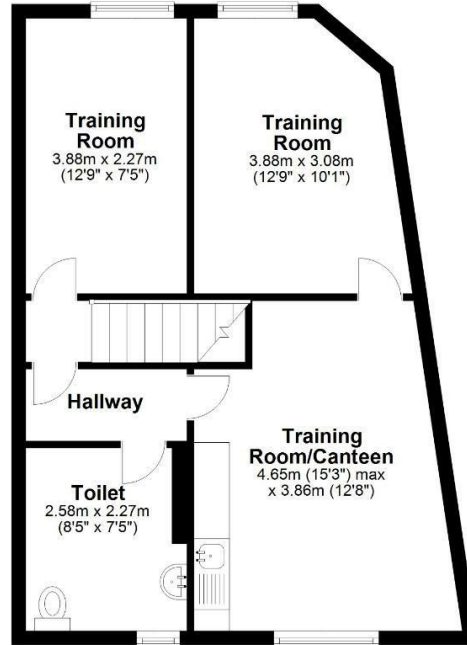 Training
Room
3.88m x 2.27m
(12'9" x 7'5")
Training
Room
3.88m x 3.08m
(12'9" x 10'1")
Hallway
Training
Room/Canteen
4.65m (15'3") max
x 3.86m (12'8")
Toilet
2.58m x 2.27m
(8'5" x 7'5")